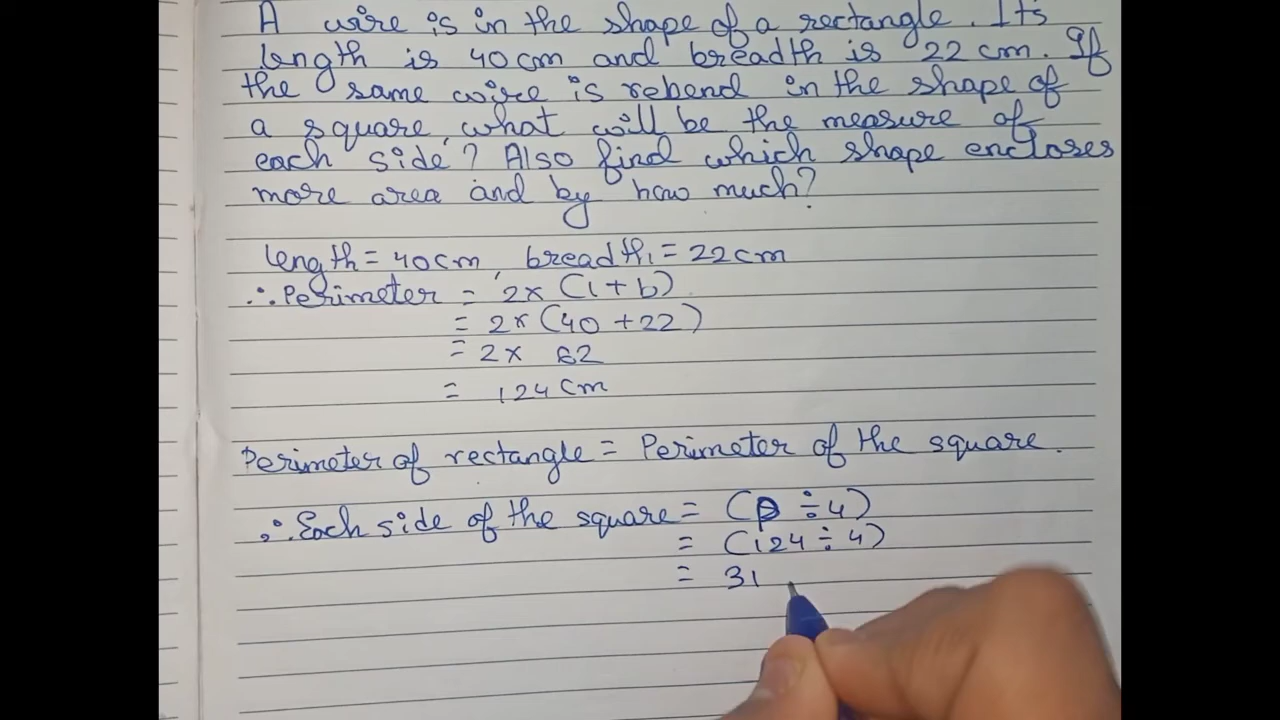 A wire is in the shape of a rectangle. Its
length is 40cm and breadth is 22 cm. If
the same wire is rebend in the shape of
a square, what will be the measure of
each side? Also find which shape encloses
more area and by how much?
length = 40cm, breadth = 22cm
∴ Perimeter = 2x (l + b)
= 2x (40 + 22)
= 2x 62
= 124 cm
Perimeter of rectangle = Perimeter of the square.
∴ Each side of the square = (P ÷ 4)
= (124 ÷ 4)
= 31